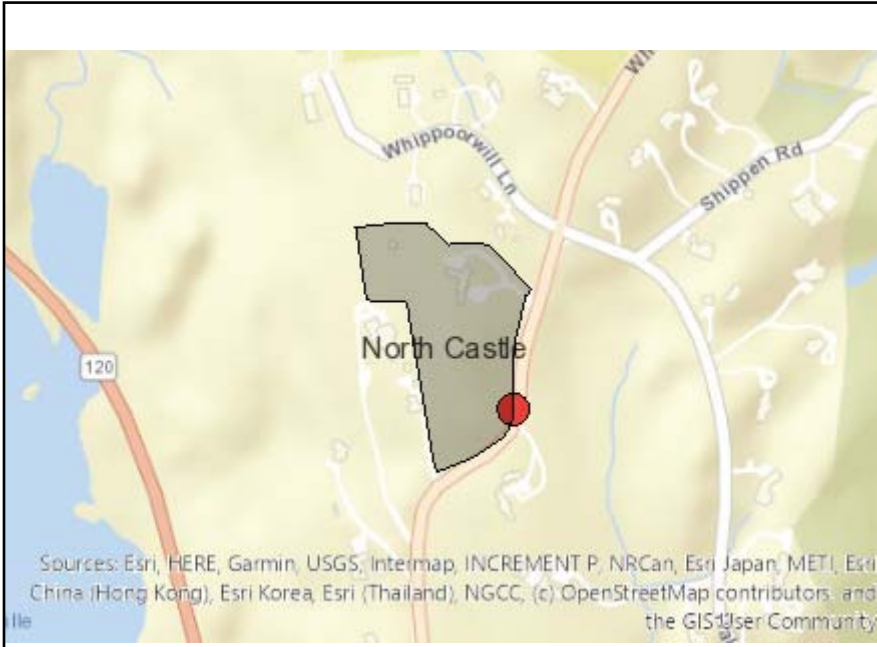 Whippoorwill Ln
Shippen Rd
North Castle
120
Sources: Esri, HERE, Garmin, USGS, Intermap, INCREMENT P, NRCan, Esri Japan, METI, Esri
China (Hong Kong), Esri Korea, Esri (Thailand), NGCC, (c) OpenStreetMap contributors, and
the GIS User Community